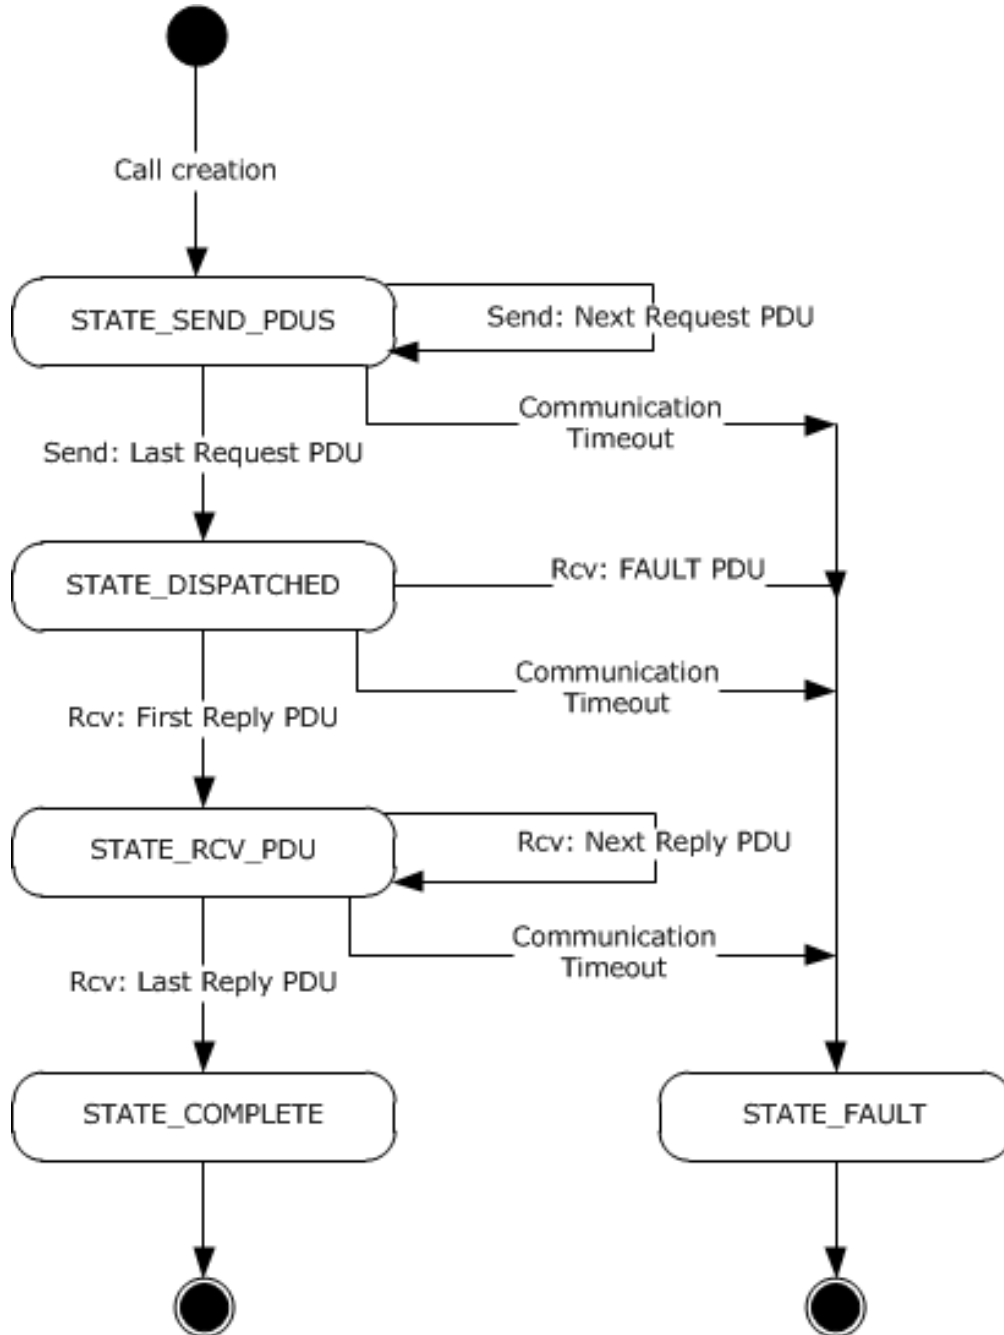 Call creation
STATE_SEND_PDUS
Send: Next Request PDU
Communication
Timeout
Send: Last Request PDU
STATE_DISPATCHED
Rcv: FAULT PDU
Communication
Timeout
Rcv: First Reply PDU
STATE_RCV_PDU
Rcv: Next Reply PDU
Communication
Timeout
Rcv: Last Reply PDU
STATE_COMPLETE
STATE_FAULT